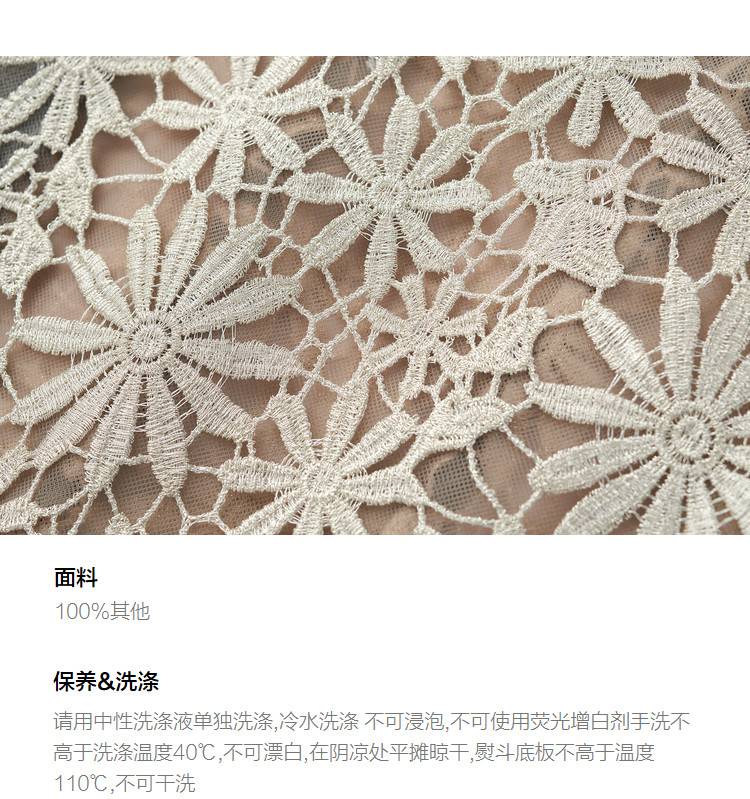 面料
100%其他
保养&洗涤
请用中性洗涤液单独洗涤,冷水洗涤 不可浸泡,不可使用荧光增白剂手洗不
高于洗涤温度40℃,不可漂白,在阴凉处平摊晾干,熨斗底板不高于温度
110℃,不可干洗